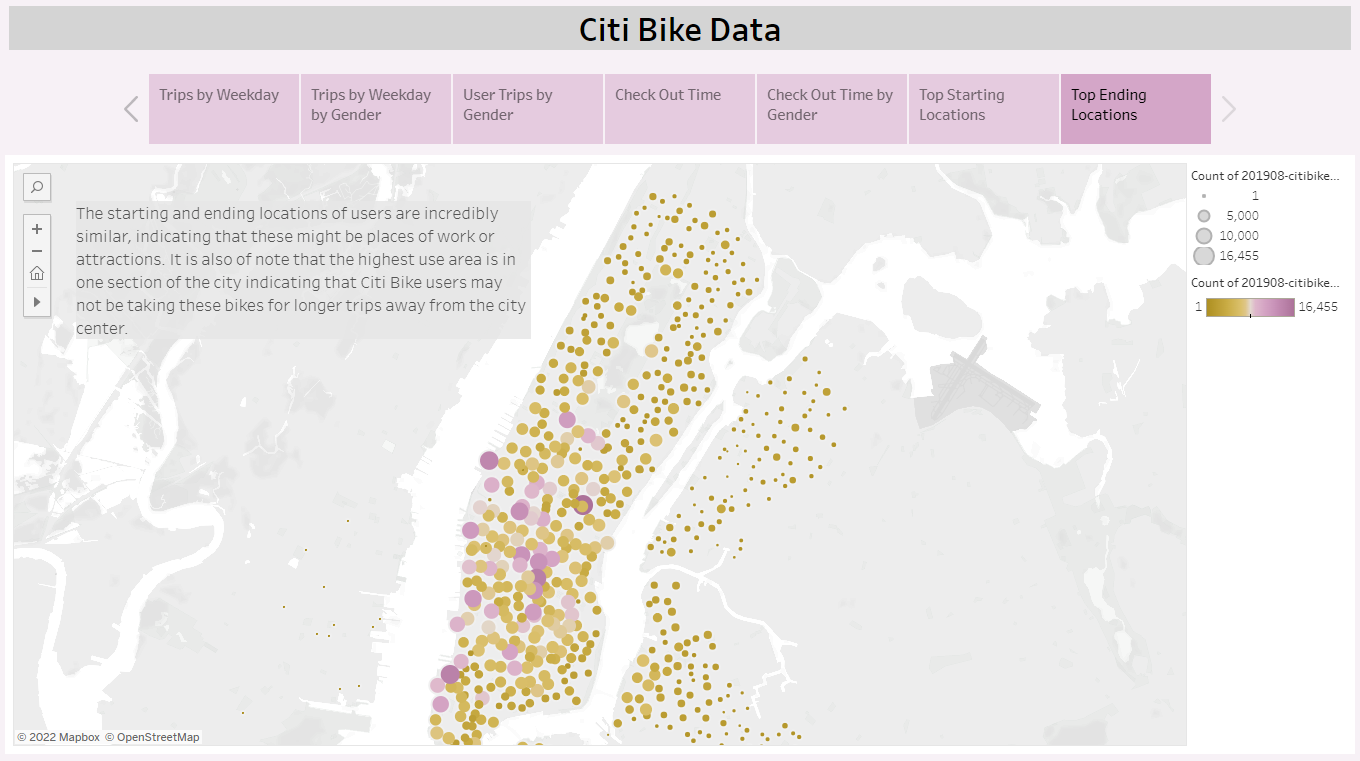 Citi Bike Data
Trips by Weekday
Trips by Weekday
by Gender
User Trips by
Gender
Check Out Time
Check Out Time by
Gender
Top Starting
Locations
Top Ending
Locations
The starting and ending locations of users are incredibly
similar, indicating that these might be places of work or
attractions. It is also of note that the highest use area is in
one section of the city indicating that Citi Bike users may
not be taking these bikes for longer trips away from the city
center.
Count of 201908-citibike...
1
5,000
10,000
16,455
Count of 201908-citibike...
1 16,455
© 2022 Mapbox © OpenStreetMap